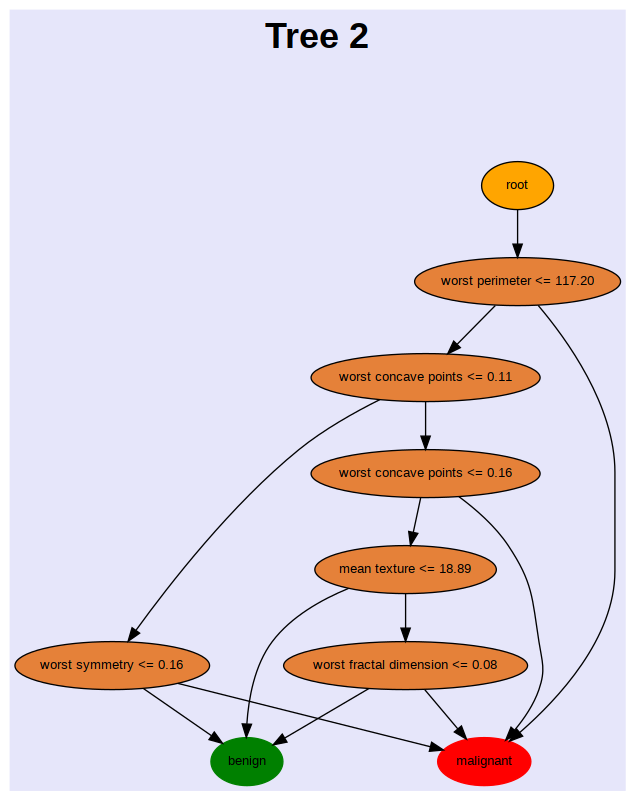 Tree 2
root
worst perimeter <= 117.20
worst concave points <= 0.11
worst concave points <= 0.16
mean texture <= 18.89
worst symmetry <= 0.16
worst fractal dimension <= 0.08
benign
malignant